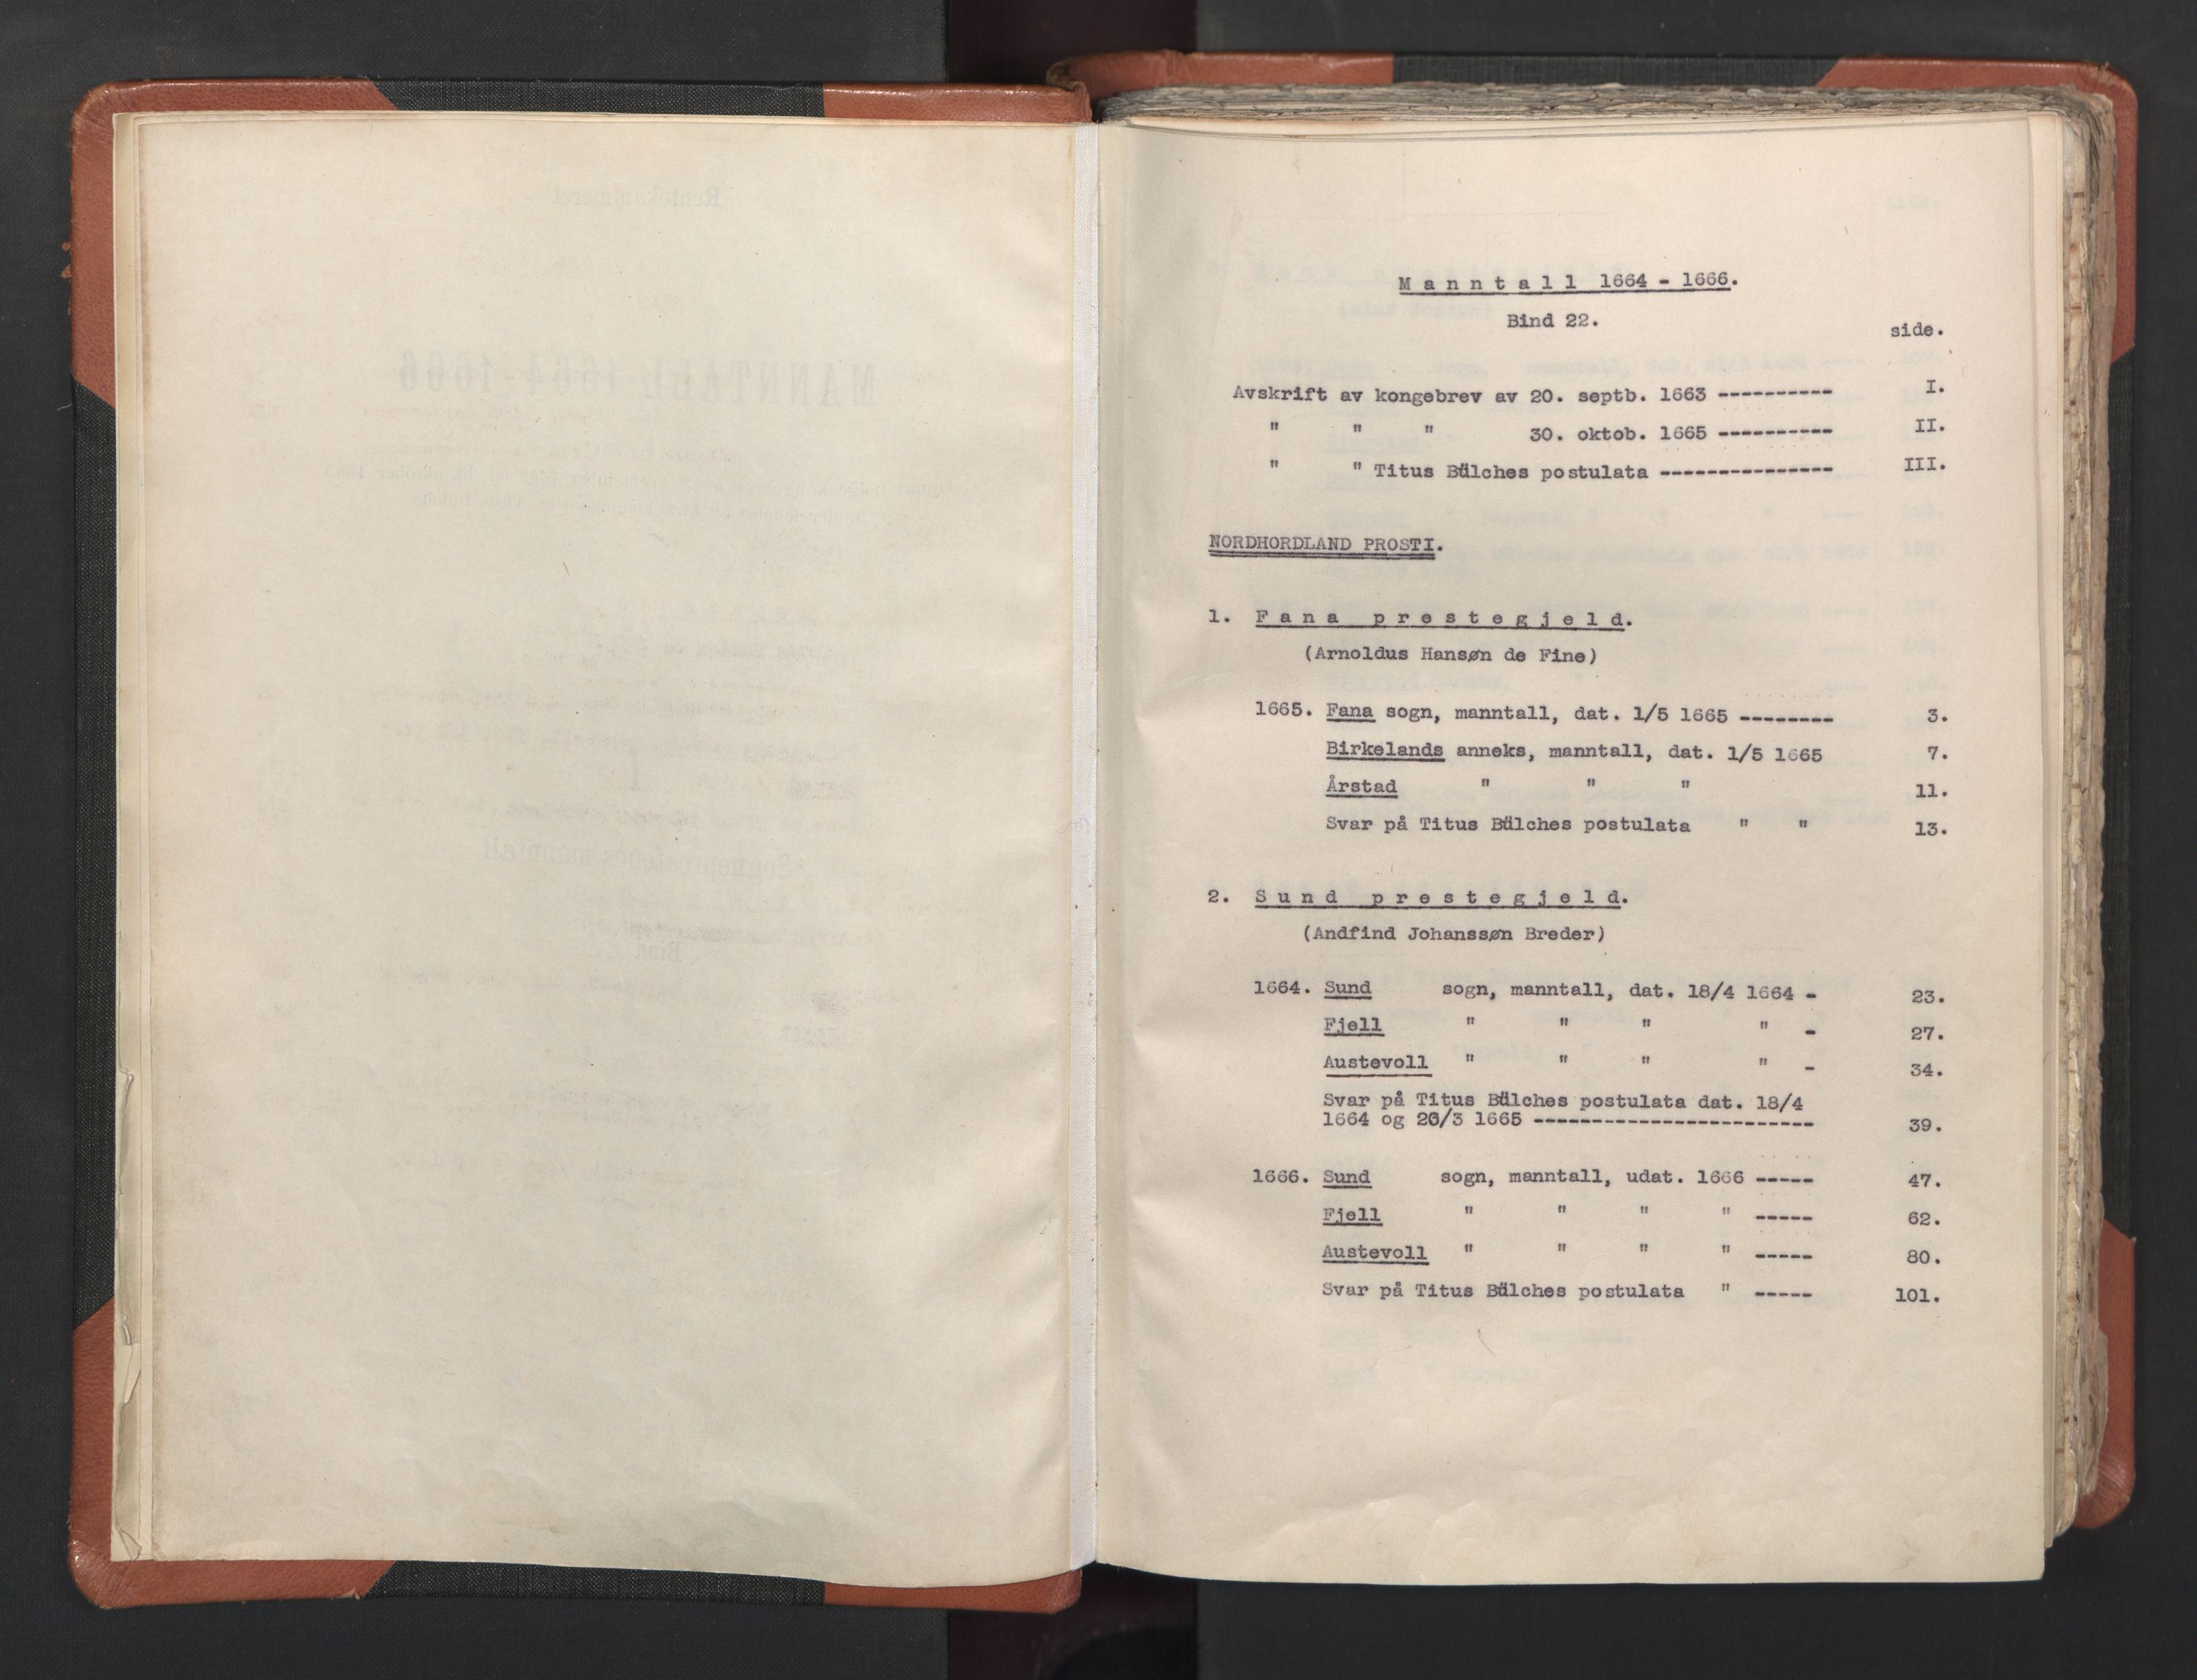 Manntall 1664 - 1666.
Bind 22.
side.
Avskrift av kongebrev av 20. septb. 1663 ---------- I.
" " " 30. oktob. 1665 ---------- II.
" " Titus Bülches postulata --------------- III.
NORDHORDLAND PROSTI.
1. Fana prestegjeld.
(Arnoldus Hansøn de Fine)
1665. Fana sogn, manntall, dat. 1/5 1665 -------- 3.
Birkelands anneks, manntall, dat. 1/5 1665 7.
Årstad " " " 11.
Svar på Titus Bülches postulata " " 13.
2. Sund prestegjeld.
(Andfind Johanssøn Breder)
1664. Sund sogn, manntall, dat. 18/4 1664 - 23.
Fjell " " " " - 27.
Austevoll " " " " - 34.
Svar på Titus Bülches postulata dat. 18/4
1664 og /3 1665 ------------------------ 39.
1666. Sund sogn, manntall, udat. 1666 ----- 47.
Fjell " " " " ----- 62.
Austevoll " " " " ----- 80.
Svar på Titus Bülches postulata " ----- 101.